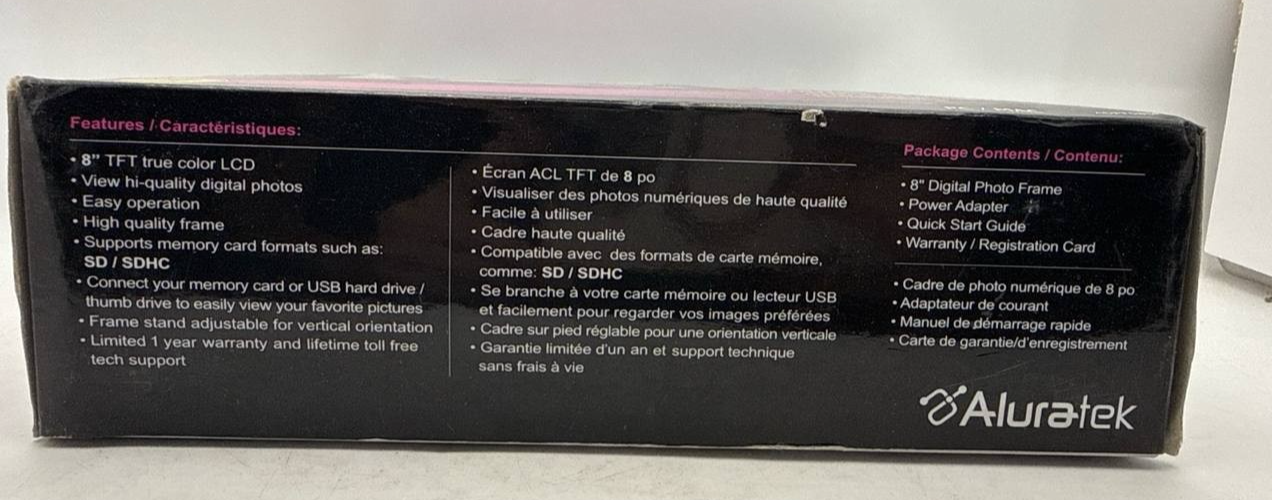 Features / Caractéristiques:
• 8" TFT true color LCD
• View hi-quality digital photos
• Easy operation
• High quality frame
• Supports memory card formats such as:
SD / SDHC
• Connect your memory card or USB hard drive /
thumb drive to easily view your favorite pictures
• Frame stand adjustable for vertical orientation
• Limited 1 year warranty and lifetime toll free
tech support
• Écran ACL TFT de 8 po
• Visualiser des photos numériques de haute qualité
• Facile à utiliser
• Cadre haute qualité
• Compatible avec des formats de carte mémoire,
comme: SD / SDHC
• Se branche à votre carte mémoire ou lecteur USB
et facilement pour regarder vos images préférées
• Cadre sur pied réglable pour une orientation verticale
• Garantie limitée d'un an et support technique
sans frais à vie
Package Contents / Contenu:
• 8" Digital Photo Frame
• Power Adapter
• Quick Start Guide
• Warranty / Registration Card
• Cadre de photo numérique de 8 po
• Adaptateur de courant
• Manuel de démarrage rapide
• Carte de garantie/d'enregistrement
Aluratek